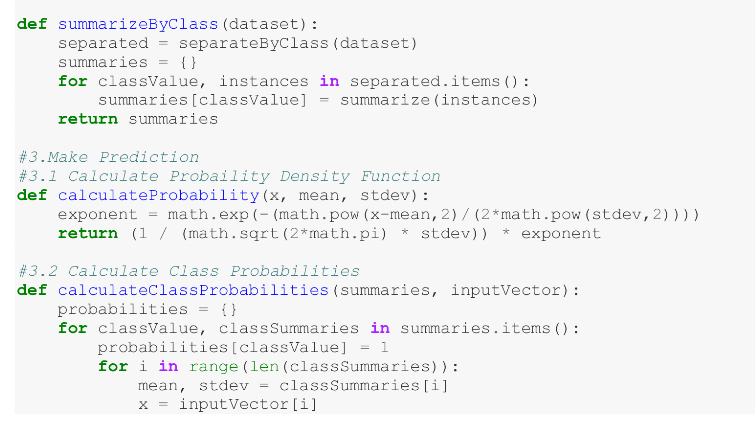 def summarizeByClass(dataset):
    separated = separateByClass(dataset)
    summaries = {}
    for classValue, instances in separated.items():
        summaries[classValue] = summarize(instances)
    return summaries

#3.Make Prediction
#3.1 Calculate Probaility Density Function
def calculateProbability(x, mean, stdev):
    exponent = math.exp(-(math.pow(x-mean,2)/(2*math.pow(stdev,2))))
    return (1 / (math.sqrt(2*math.pi) * stdev)) * exponent

#3.2 Calculate Class Probabilities
def calculateClassProbabilities(summaries, inputVector):
    probabilities = {}
    for classValue, classSummaries in summaries.items():
        probabilities[classValue] = 1
        for i in range(len(classSummaries)):
            mean, stdev = classSummaries[i]
            x = inputVector[i]